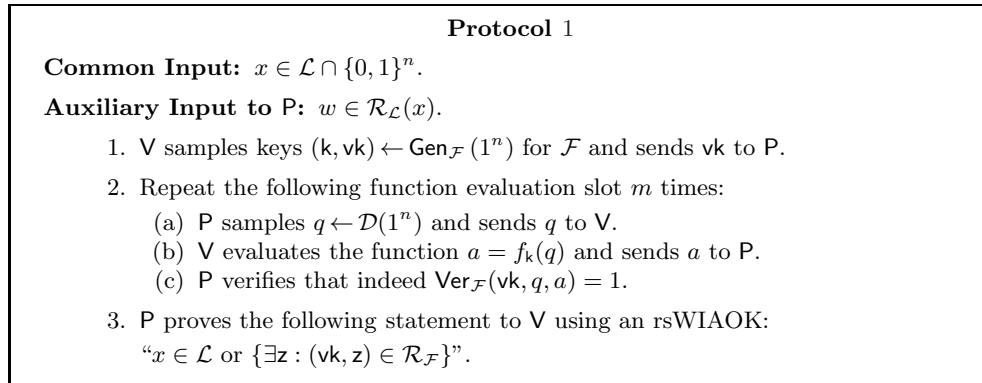 Protocol 1
Common Input: x ∈ ℒ ∩ {0, 1}ⁿ.
Auxiliary Input to P: w ∈ ℛ_ℒ(x).
1. V samples keys (k, vk) ← Gen_ℱ (1ⁿ) for ℱ and sends vk to P.
2. Repeat the following function evaluation slot m times:
(a) P samples q ← 𝒟(1ⁿ) and sends q to V.
(b) V evaluates the function a = f_k(q) and sends a to P.
(c) P verifies that indeed Ver_ℱ(vk, q, a) = 1.
3. P proves the following statement to V using an rsWIAOK:
“x ∈ ℒ or {∃z : (vk, z) ∈ ℛ_ℱ}”.